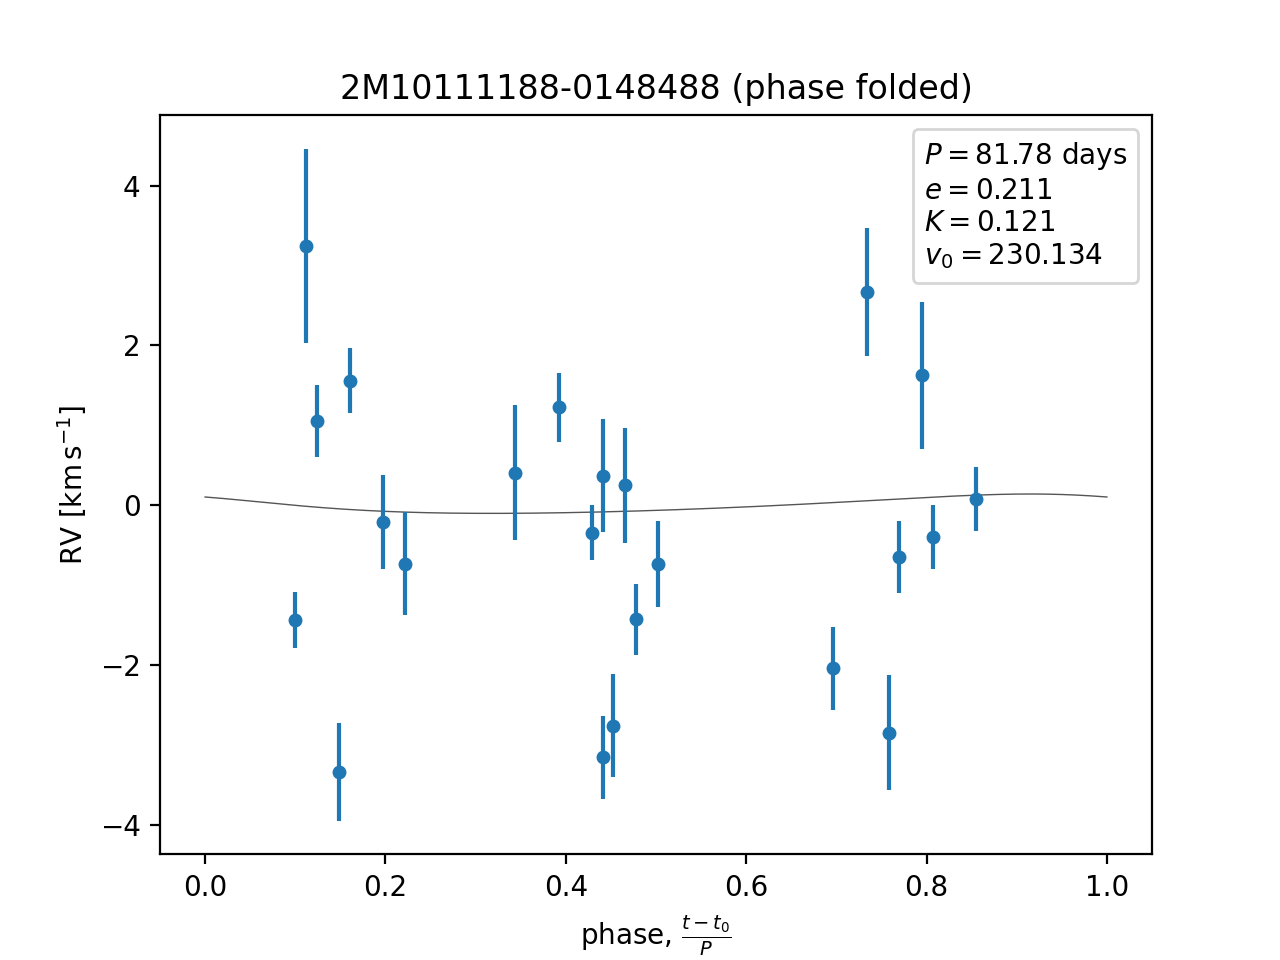 2M10111188-0148488 (phase folded)
P = 81.78 days
e = 0.211
K = 0.121
v₀ = 230.134
4
2
0
−2
−4
RV [km s⁻¹]
0.0 0.2 0.4 0.6 0.8 1.0
phase, (t − t₀)/P